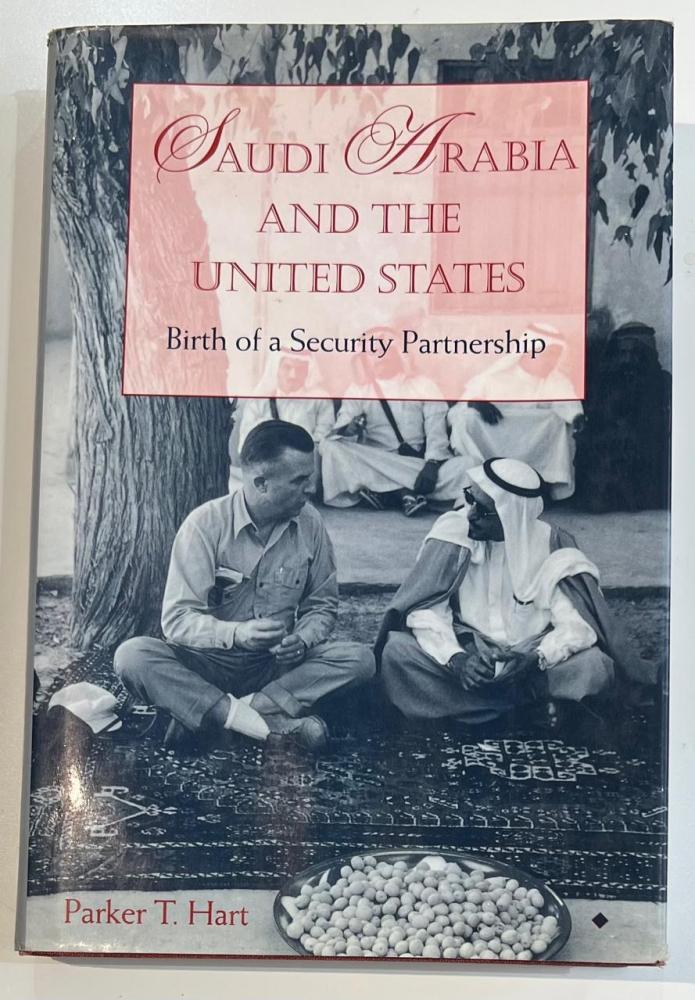 SAUDI ARABIA
AND THE
UNITED STATES
Birth of a Security Partnership
Parker T. Hart